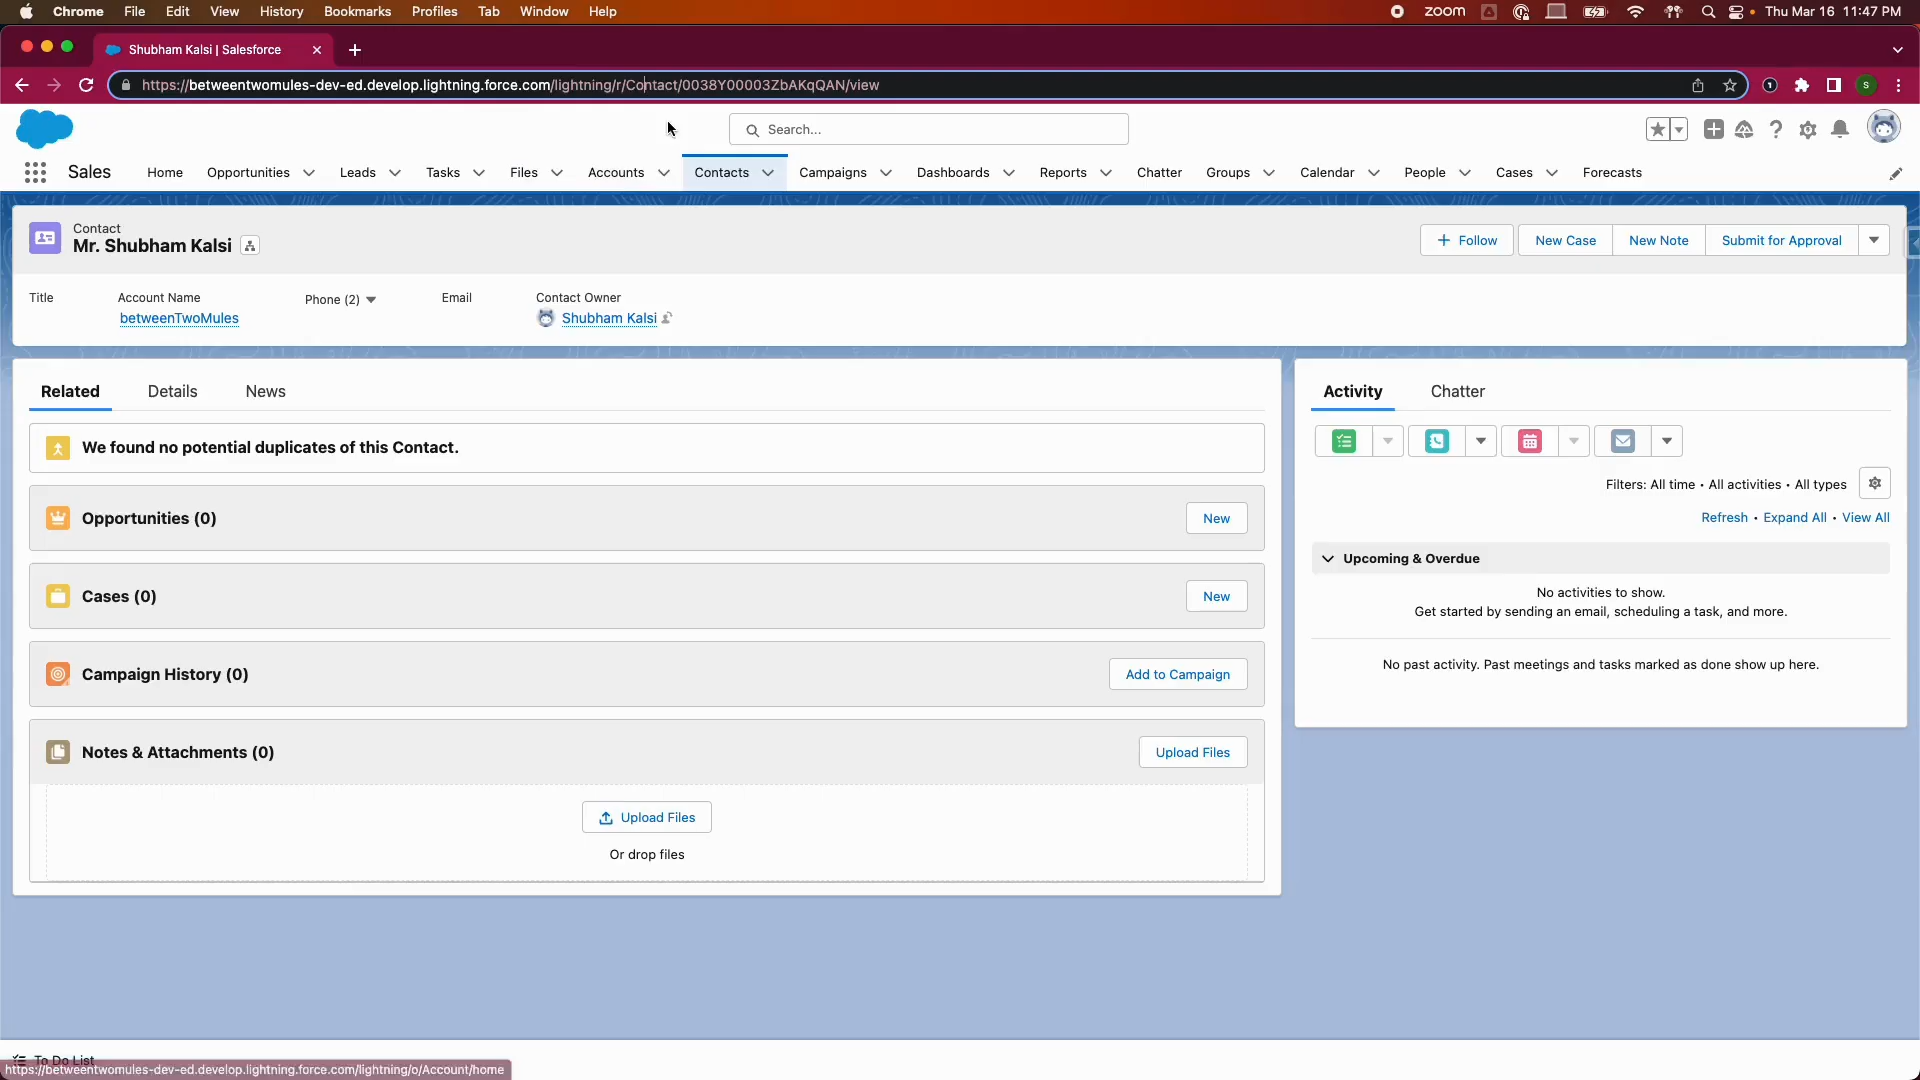 Chrome File Edit View History Bookmarks Profiles Tab Window Help zoom Thu Mar 16 11:47 PM
Shubham Kalsi | Salesforce
https://betweentwomules-dev-ed.develop.lightning.force.com/lightning/r/Contact/0038Y00003ZbAKqQAN/view
Search...
Sales Home Opportunities Leads Tasks Files Accounts Contacts Campaigns Dashboards Reports Chatter Groups Calendar People Cases Forecasts
Contact
Mr. Shubham Kalsi
+ Follow New Case New Note Submit for Approval
Title Account Name Phone (2) Email Contact Owner
betweenTwoMules Shubham Kalsi
Related Details News
We found no potential duplicates of this Contact.
Opportunities (0) New
Cases (0) New
Campaign History (0) Add to Campaign
Notes & Attachments (0) Upload Files
Upload Files
Or drop files
Activity Chatter
Filters: All time • All activities • All types
Refresh • Expand All • View All
Upcoming & Overdue
No activities to show.
Get started by sending an email, scheduling a task, and more.
No past activity. Past meetings and tasks marked as done show up here.
To Do List
https://betweentwomules-dev-ed.develop.lightning.force.com/lightning/o/Account/home